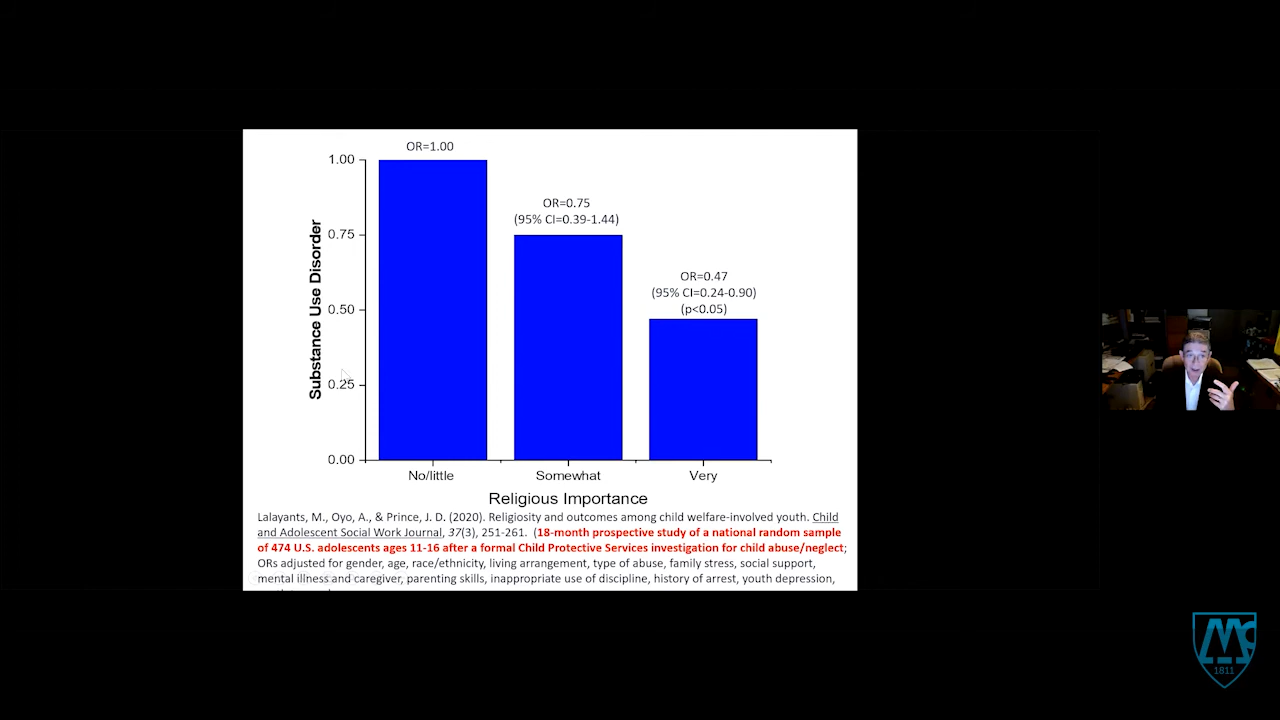 OR=1.00
1.00
OR=0.75
(95% CI=0.39-1.44)
0.75
OR=0.47
(95% CI=0.24-0.90)
(p<0.05)
0.50
0.25
0.00
Substance Use Disorder
No/little
Somewhat
Very
Religious Importance
Lalayants, M., Oyo, A., & Prince, J. D. (2020). Religiosity and outcomes among child welfare-involved youth. Child
and Adolescent Social Work Journal, 37(3), 251-261. (18-month prospective study of a national random sample
of 474 U.S. adolescents ages 11-16 after a formal Child Protective Services investigation for child abuse/neglect;
ORs adjusted for gender, age, race/ethnicity, living arrangement, type of abuse, family stress, social support,
mental illness and caregiver, parenting skills, inappropriate use of discipline, history of arrest, youth depression,
1811